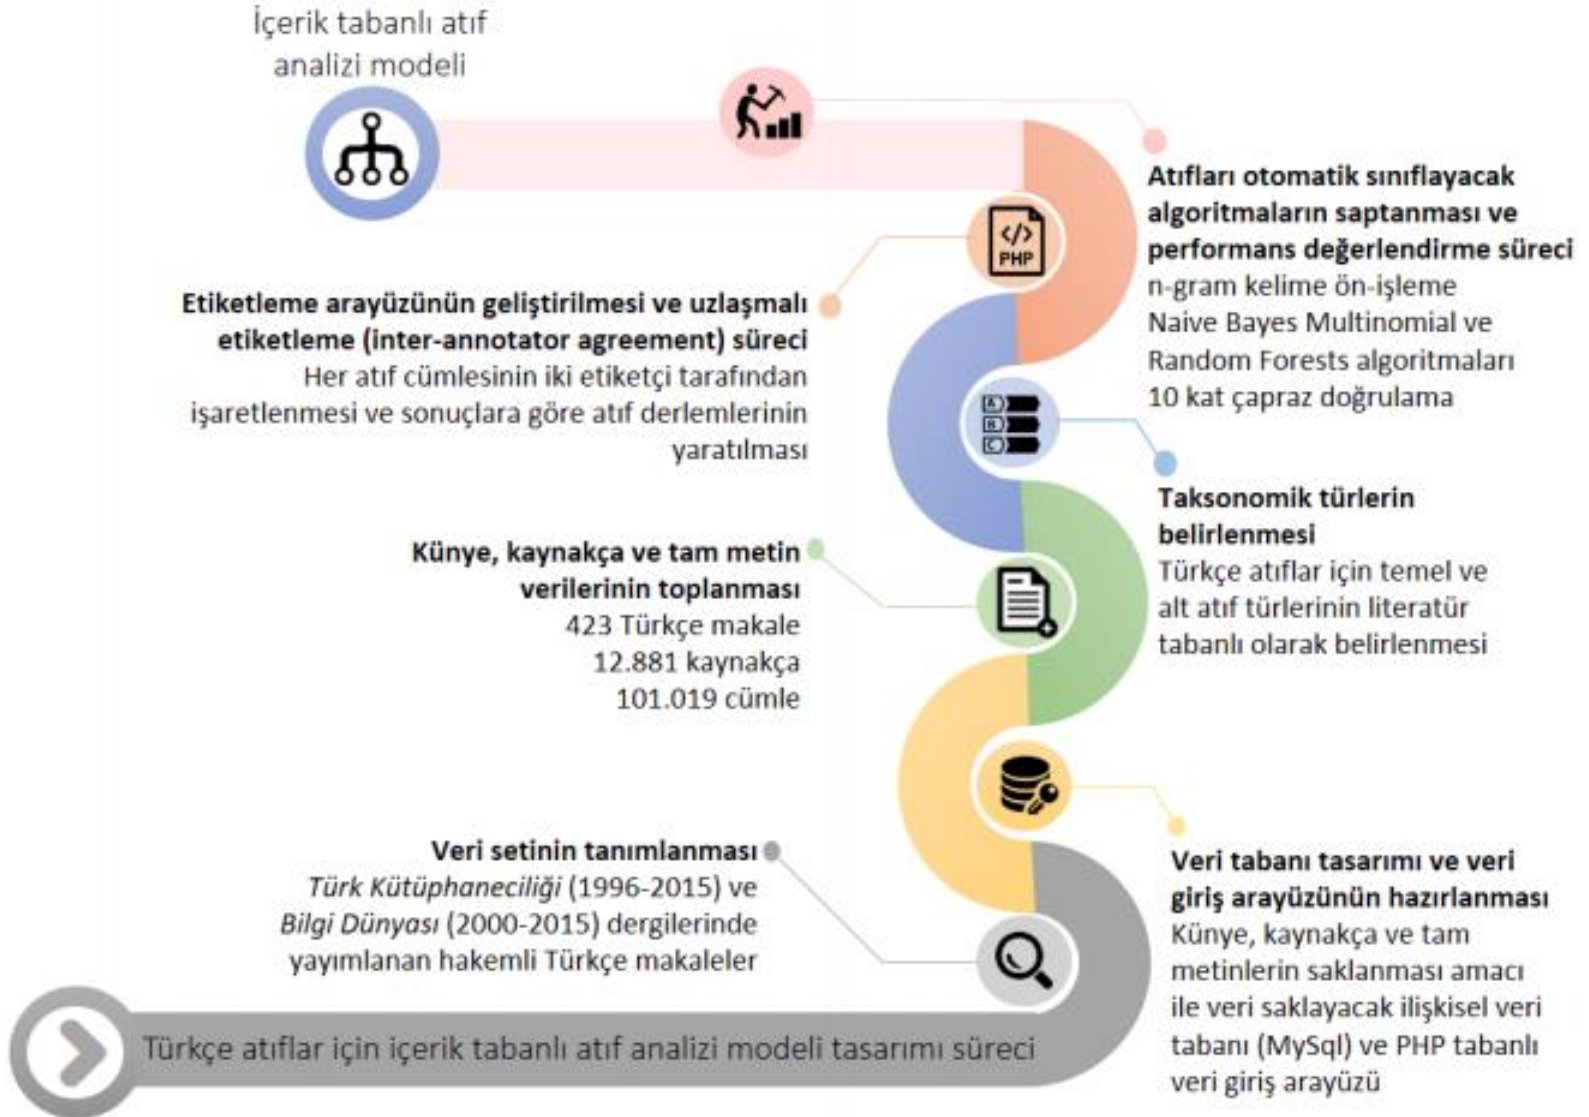 İçerik tabanlı atıf
analizi modeli
Atıfları otomatik sınıflayacak
algoritmaların saptanması ve
performans değerlendirme süreci
n-gram kelime ön-işleme
Naive Bayes Multinomial ve
Random Forests algoritmaları
10 kat çapraz doğrulama
</>
PHP
Etiketleme arayüzünün geliştirilmesi ve uzlaşmalı
etiketleme (inter-annotator agreement) süreci
Her atıf cümlesinin iki etiketçi tarafından
işaretlenmesi ve sonuçlara göre atıf derlemlerinin
yaratılması
A
B
C
Taksonomik türlerin
belirlenmesi
Türkçe atıflar için temel ve
alt atıf türlerinin literatür
tabanlı olarak belirlenmesi
Künye, kaynakça ve tam metin
verilerinin toplanması
423 Türkçe makale
12.881 kaynakça
101.019 cümle
Veri tabanı tasarımı ve veri
giriş arayüzünün hazırlanması
Künye, kaynakça ve tam
metinlerin saklanması amacı
ile veri saklayacak ilişkisel veri
tabanı (MySql) ve PHP tabanlı
veri giriş arayüzü
Veri setinin tanımlanması
Türk Kütüphaneciliği (1996-2015) ve
Bilgi Dünyası (2000-2015) dergilerinde
yayımlanan hakemli Türkçe makaleler
Türkçe atıflar için içerik tabanlı atıf analizi modeli tasarımı süreci